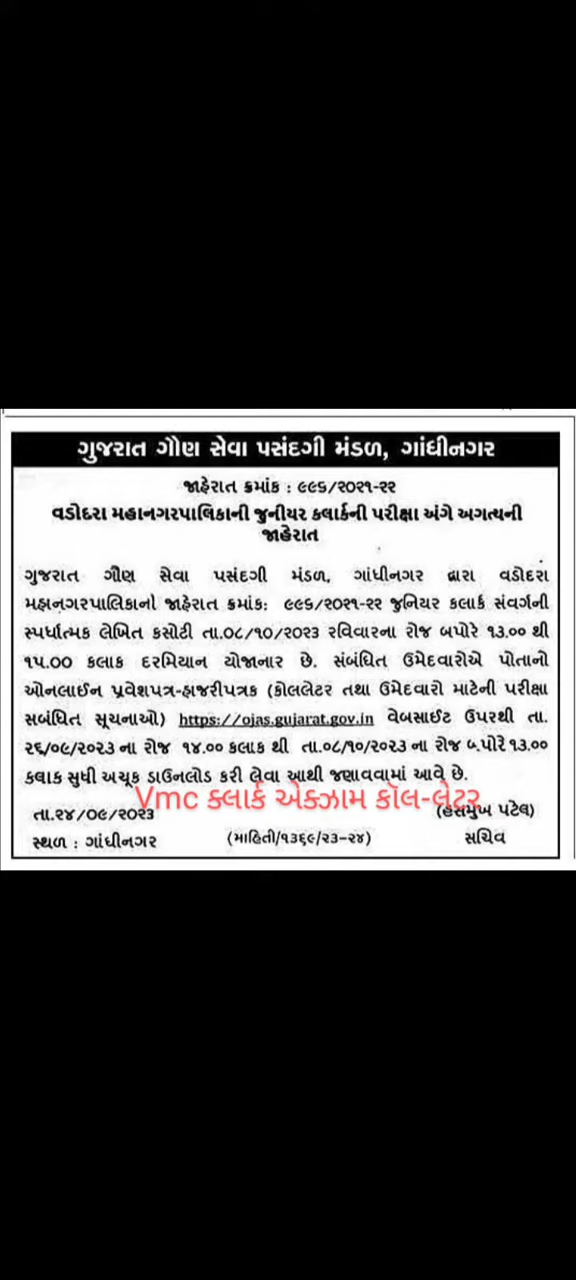 ગુજરાત ગૌણ સેવા પસંદગી મંડળ, ગાંધીનગર
જાહેરાત ક્રમાંક : ૯૯૬/૨૦૨૧-૨૨
વડોદરા મહાનગરપાલિકાની જુનીયર કલાર્કની પરીક્ષા અંગે અગત્યની
જાહેરાત
ગુજરાત ગૌણ સેવા પસંદગી મંડળ, ગાંધીનગર દ્વારા વડોદરા
મહાનગરપાલિકાનો જાહેરાત ક્રમાંક: ૯૯૬/૨૦૨૧-૨૨ જુનિયર કલાર્ક સંવર્ગની
સ્પર્ધાત્મક લેખિત કસોટી તા.૦૮/૧૦/૨૦૨૩ રવિવારના રોજ બપોરે ૧૩.૦૦ થી
૧૫.૦૦ કલાક દરમિયાન યોજાનાર છે. સંબંધિત ઉમેદવારોએ પોતાનો
ઓનલાઈન પ્રવેશપત્ર-હાજરીપત્રક (કોલલેટર તથા ઉમેદવારો માટેની પરીક્ષા
સબંધિત સૂચનાઓ) https://ojas.gujarat.gov.in વેબસાઈટ ઉપરથી તા.
૨૬/૦૯/૨૦૨૩ ના રોજ ૧૪.૦૦ કલાક થી તા.૦૮/૧૦/૨૦૨૩ ના રોજ બપોરે ૧૩.૦૦
કલાક સુધી અચૂક ડાઉનલોડ કરી લેવા આથી જણાવવામાં આવે છે.
Vmc ક્લાર્ક એક્ઝામ કૉલ-લેટર
તા.૨૪/૦૯/૨૦૨૩ (હસમુખ પટેલ)
સ્થળ : ગાંધીનગર (માહિતી/૧૩૬૯/૨૩-૨૪) સચિવ